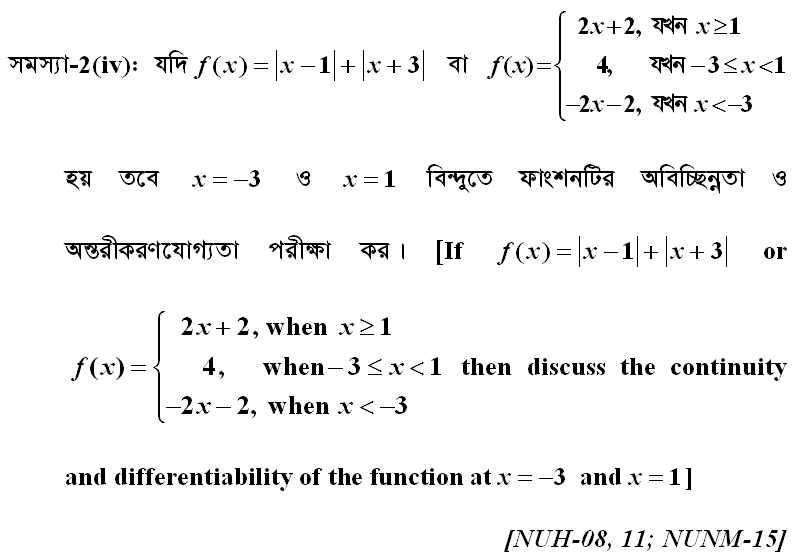 সমস্যা-2(iv): যদি f(x)=|x−1|+|x+3| বা f(x)={ 2x+2, যখন x≥1
4, যখন −3≤x<1
−2x−2, যখন x<−3
হয় তবে x=−3 ও x=1 বিন্দুতে ফাংশনটির অবিচ্ছিন্নতা ও
অন্তরীকরণযোগ্যতা পরীক্ষা কর। [If f(x)=|x−1|+|x+3| or
f(x)={ 2x+2, when x≥1
4, when −3≤x<1 then discuss the continuity
−2x−2, when x<−3
and differentiability of the function at x=−3 and x=1]
[NUH-08, 11; NUNM-15]